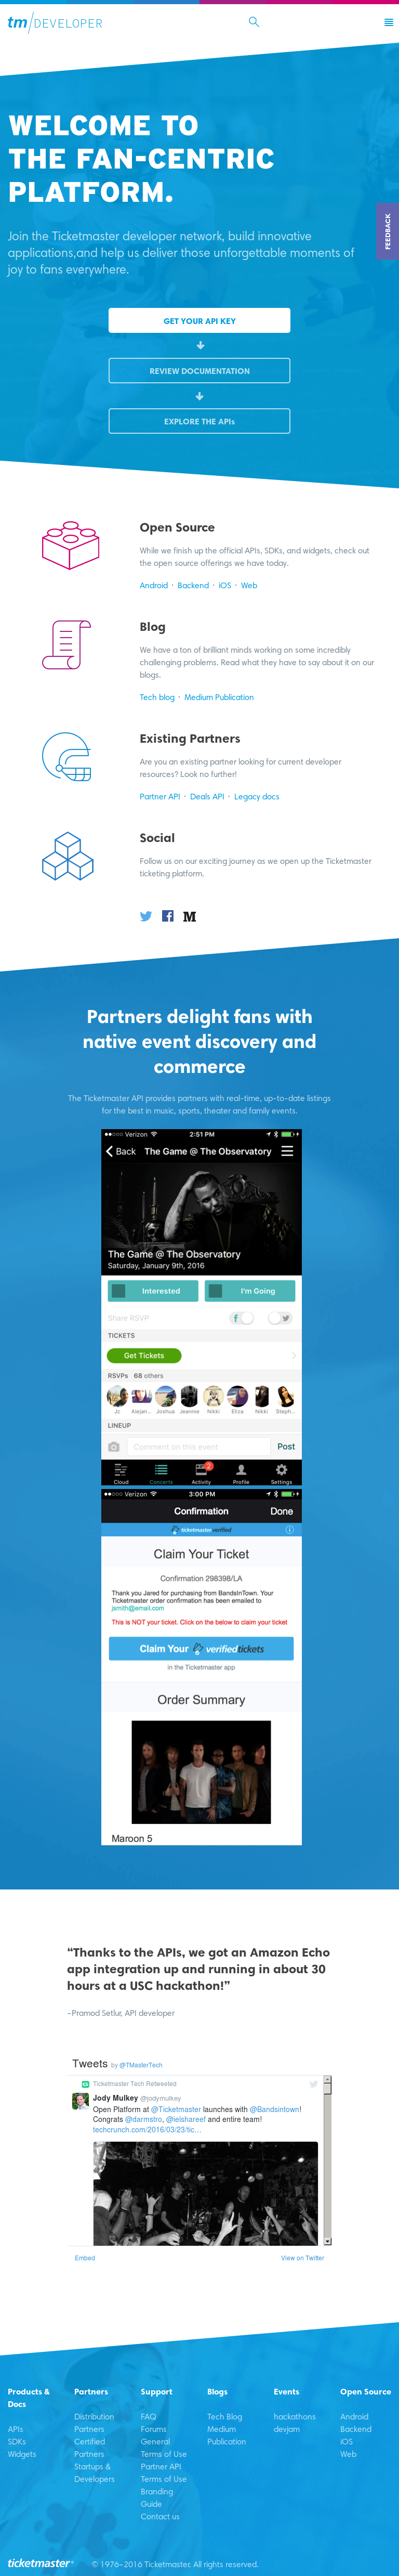 tm/DEVELOPER
WELCOME TO
THE FAN-CENTRIC
PLATFORM.
FEEDBACK
Join the Ticketmaster developer network, build innovative
applications,and help us deliver those unforgettable moments of
joy to fans everywhere.
GET YOUR API KEY
REVIEW DOCUMENTATION
EXPLORE THE APIs
Open Source
While we finish up the official APIs, SDKs, and widgets, check out
the open source offerings we have today.
Android · Backend · iOS · Web
Blog
We have a ton of brilliant minds working on some incredibly
challenging problems. Read what they have to say about it on our
blogs.
Tech blog · Medium Publication
Existing Partners
Are you an existing partner looking for current developer
resources? Look no further!
Partner API · Deals API · Legacy docs
Social
Follow us on our exciting journey as we open up the Ticketmaster
ticketing platform.
Partners delight fans with
native event discovery and
commerce
The Ticketmaster API provides partners with real-time, up-to-date listings
for the best in music, sports, theater and family events.
Verizon 2:51 PM
Back The Game @ The Observatory
The Game @ The Observatory
Saturday, January 9th, 2016
Interested I'm Going
Share RSVP
TICKETS
Get Tickets
RSVPs 68 others
Jc Alejan... Joshua Jeannie Nikki Eliza Nikki Steph...
LINEUP
Comment on this event Post
2
Cloud Concerts Activity Profile Settings
Verizon 3:00 PM
Confirmation Done
ticketmaster verified
Claim Your Ticket
Confirmation 298398/LA
Thank you for purchasing from BandsInTown. Your
Ticketmaster order confirmation has been emailed to
jsmith@email.com
This is NOT your ticket. Click on the button below to claim your ticket
Claim Your verifiedtickets
in the Ticketmaster app
Order Summary
Maroon 5
“Thanks to the APIs, we got an Amazon Echo
app integration up and running in about 30
hours at a USC hackathon!”
-Pramod Setlur, API developer
Tweets by @TMasterTech
Ticketmaster Tech Retweeted
Jody Mulkey @jodymulkey
Open Platform at @Ticketmaster launches with @Bandsintown!
Congrats @darmstro, @ielshareef and entire team!
techcrunch.com/2016/03/23/tic…
Embed View on Twitter
Products &
Docs
APIs
SDKs
Widgets
Partners
Distribution
Partners
Certified
Partners
Startups &
Developers
Support
FAQ
Forums
General
Terms of Use
Partner API
Terms of Use
Branding
Guide
Contact us
Blogs
Tech Blog
Medium
Publication
Events
hackathons
devjam
Open Source
Android
Backend
iOS
Web
ticketmaster® © 1976-2016 Ticketmaster. All rights reserved.